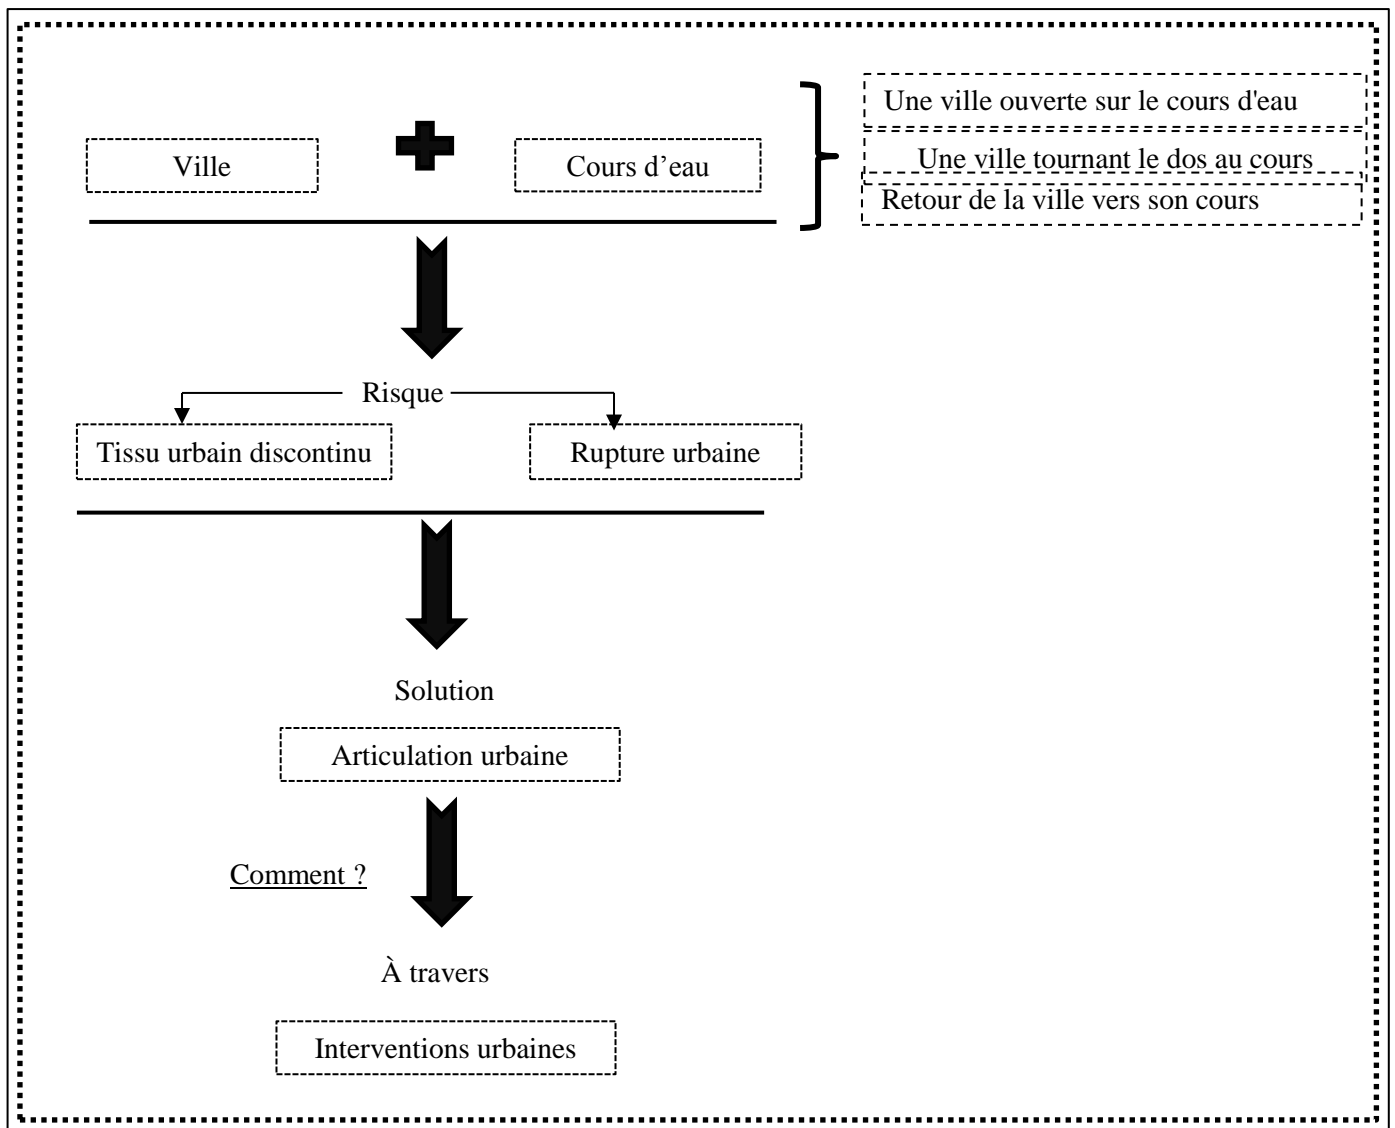 Une ville ouverte sur le cours d'eau
Ville
Cours d’eau
Une ville tournant le dos au cours
Retour de la ville vers son cours
Risque
Tissu urbain discontinu
Rupture urbaine
Solution
Articulation urbaine
Comment ?
À travers
Interventions urbaines